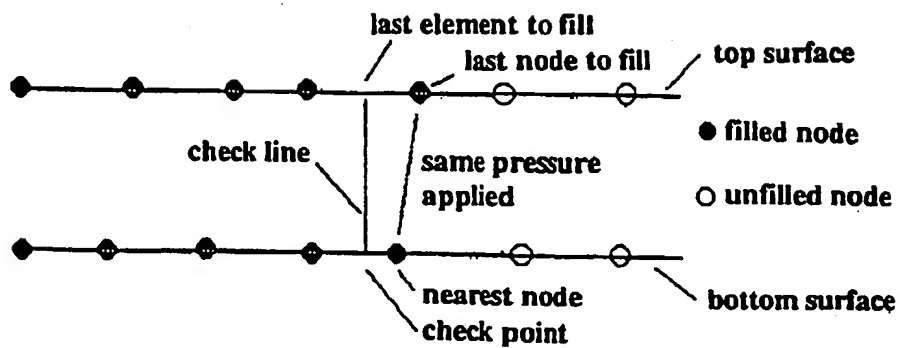 last element to fill
last node to fill
top surface
filled node
check line
same pressure
applied
unfilled node
nearest node
check point
bottom surface